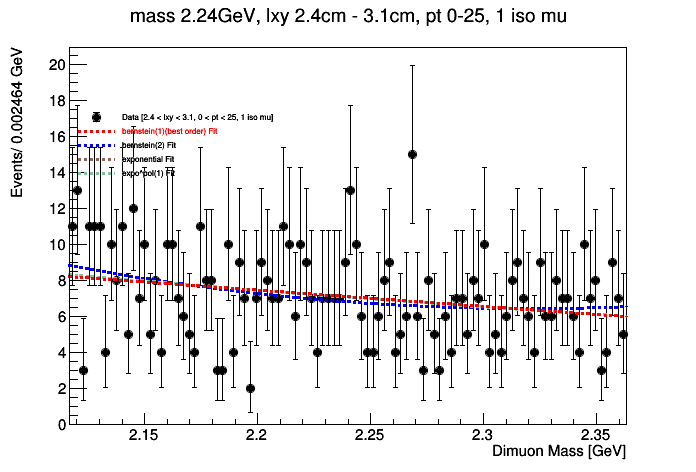 mass 2.24GeV, lxy 2.4cm - 3.1cm, pt 0-25, 1 iso mu
Events/ 0.002464 GeV
20
18
16
14
12
10
8
6
4
2
0
Data [2.4 < lxy < 3.1, 0 < pt < 25, 1 iso mu]
bernstein(1)(best order) Fit
bernstein(2) Fit
exponential Fit
expo*pol(1) Fit
2.15
2.2
2.25
2.3
2.35
Dimuon Mass [GeV]